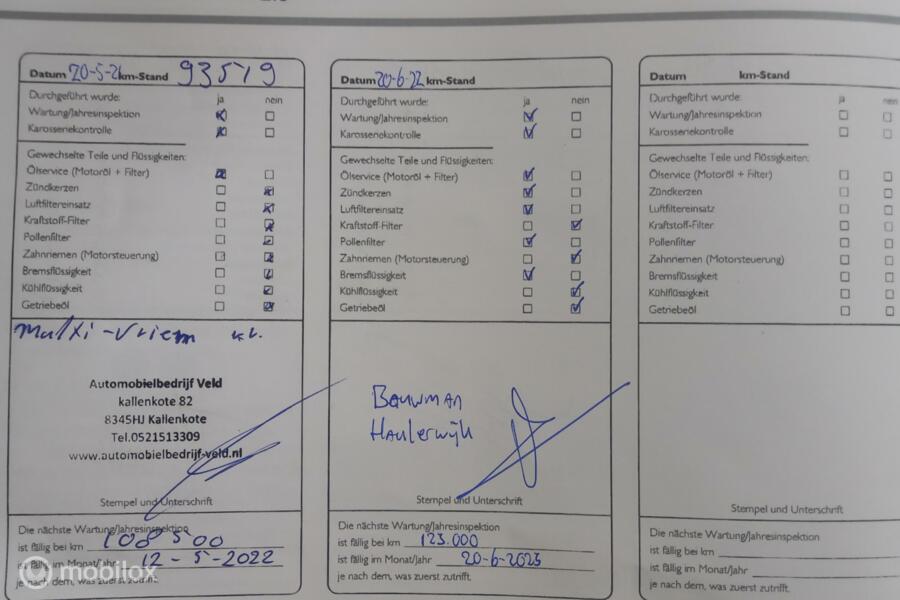 Datum 20-5-21 km-Stand 93519
Durchgeführt wurde: ja nein
Wartung/Jahresinspektion
Karosseriekontrolle
Gewechselte Teile und Flüssigkeiten:
Ölservice (Motoröl + Filter)
Zündkerzen
Luftfiltereinsatz
Kraftstoff-Filter
Pollenfilter
Zahnriemen (Motorsteuerung)
Bremsflüssigkeit
Kühlflüssigkeit
Getriebeöl
Multi-Vriem
Automobielbedrijf Veld
kallenkote 82
8345HJ Kallenkote
Tel.0521513309
www.automobielbedrijf-veld.nl
Stempel und Unterschrift
Die nächste Wartung/Jahresinspektion
ist fällig bei km 108500
ist fällig im Monat/Jahr 12-5-2022
je nach dem, was zuerst zutrifft.
mobilox
Datum 20-6-22 km-Stand
Durchgeführt wurde: ja nein
Wartung/Jahresinspektion
Karosseriekontrolle
Gewechselte Teile und Flüssigkeiten:
Ölservice (Motoröl + Filter)
Zündkerzen
Luftfiltereinsatz
Kraftstoff-Filter
Pollenfilter
Zahnriemen (Motorsteuerung)
Bremsflüssigkeit
Kühlflüssigkeit
Getriebeöl
Bouwman
Haulerwijk
Stempel und Unterschrift
Die nächste Wartung/Jahresinspektion
ist fällig bei km 123.000
ist fällig im Monat/Jahr 20-6-2023
je nach dem, was zuerst zutrifft.
Datum km-Stand
Durchgeführt wurde: ja nein
Wartung/Jahresinspektion
Karosseriekontrolle
Gewechselte Teile und Flüssigkeiten:
Ölservice (Motoröl + Filter)
Zündkerzen
Luftfiltereinsatz
Kraftstoff-Filter
Pollenfilter
Zahnriemen (Motorsteuerung)
Bremsflüssigkeit
Kühlflüssigkeit
Getriebeöl
Stempel und Unterschrift
Die nächste Wartung/Jahresinspektion
ist fällig bei km
ist fällig im Monat/Jahr
je nach dem, was zuerst zutrifft.